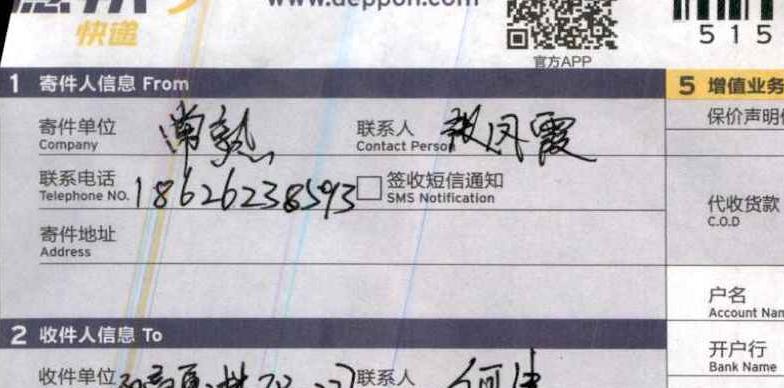 快递
www.deppon.com
官方APP
515
1 寄件人信息 From
5 增值业务
寄件单位 常熟 联系人 张凤霞
Company Contact Person
保价声明
联系电话 18626238593 签收短信通知
Telephone NO. SMS Notification
代收货款
C.O.D
寄件地址
Address
户名
Account Nam
2 收件人信息 To
开户行
Bank Name
收件单位 联系人